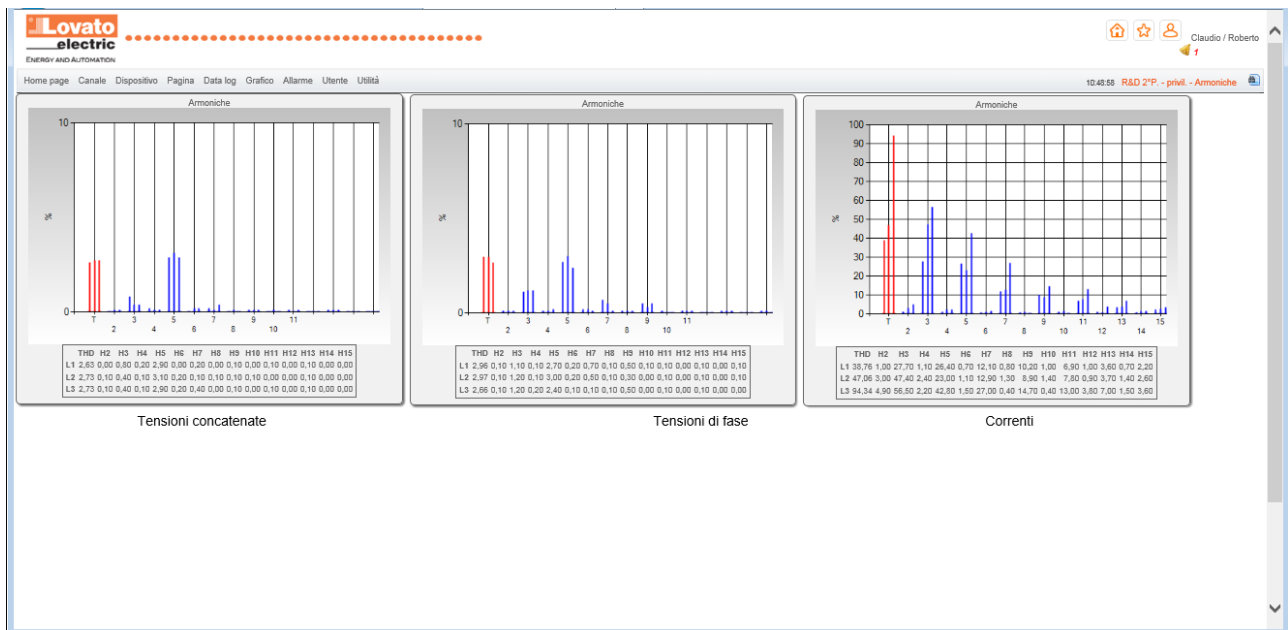 Lovato
electric
ENERGY AND AUTOMATION
Claudio / Roberto
1
Home page Canale Dispositivo Pagina Data log Grafico Allarme Utente Utilità
10:48:58 R&D 2°P. - privil. - Armoniche
Armoniche
10
%
0
T 3 5 7 9 11
2 4 6 8 10
THD H2 H3 H4 H5 H6 H7 H8 H9 H10 H11 H12 H13 H14 H15
L1 2,63 0,00 0,80 0,20 2,90 0,00 0,20 0,20 0,00 0,10 0,00 0,10 0,00 0,00 0,00
L2 2,73 0,10 0,40 0,10 3,10 0,20 0,10 0,10 0,10 0,10 0,10 0,10 0,10 0,00 0,00
L3 2,73 0,10 0,40 0,10 2,90 0,20 0,40 0,00 0,10 0,00 0,10 0,00 0,10 0,00 0,00
Tensioni concatenate
Armoniche
10
%
0
T 3 5 7 9 11
2 4 6 8 10
THD H2 H3 H4 H5 H6 H7 H8 H9 H10 H11 H12 H13 H14 H15
L1 2,96 0,10 1,10 0,10 2,70 0,20 0,70 0,10 0,50 0,10 0,10 0,00 0,10 0,00 0,10
L2 2,97 0,10 1,20 0,10 3,00 0,20 0,50 0,10 0,30 0,00 0,10 0,00 0,00 0,00 0,10
L3 2,66 0,10 1,20 0,20 2,40 0,10 0,10 0,10 0,50 0,00 0,10 0,00 0,10 0,00 0,00
Tensioni di fase
Armoniche
100
90
80
70
60
50
40
30
20
10
0
%
T 3 5 7 9 11 13 15
2 4 6 8 10 12 14
THD H2 H3 H4 H5 H6 H7 H8 H9 H10 H11 H12 H13 H14 H15
L1 38,76 1,00 27,70 1,10 26,40 0,70 12,10 0,80 10,20 1,00 6,90 1,00 3,60 0,70 2,20
L2 47,06 3,00 47,40 2,40 23,00 1,10 12,90 1,30 8,90 1,40 7,80 0,90 3,70 1,40 2,60
L3 94,34 4,90 56,50 2,20 42,80 1,50 27,00 0,40 14,70 0,40 13,00 3,80 7,00 1,50 3,60
Correnti